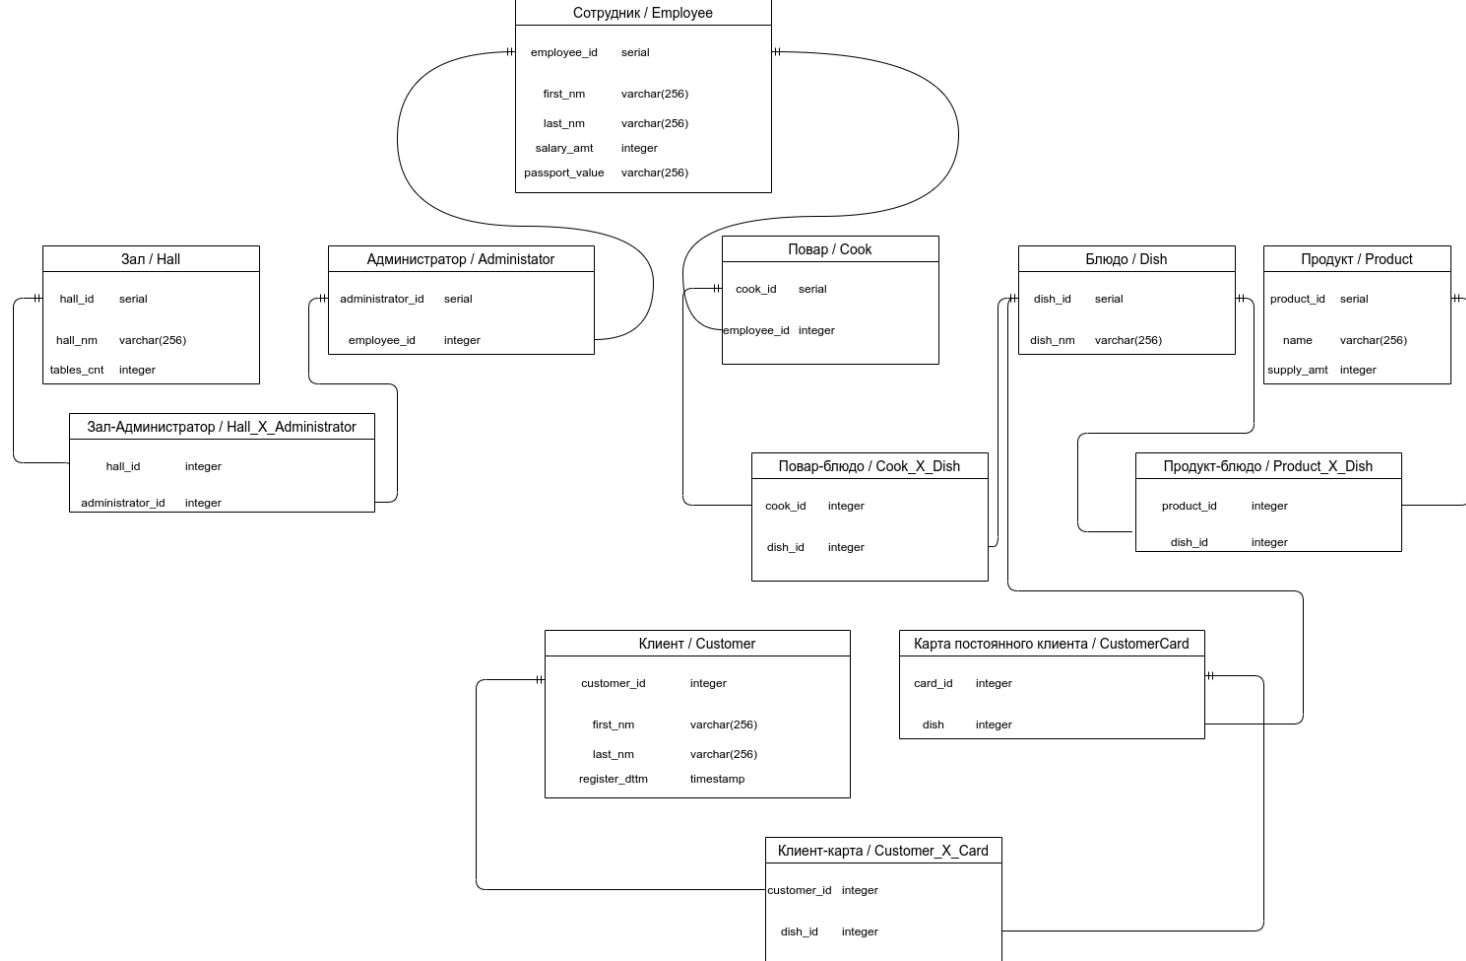 Сотрудник / Employee
employee_id serial
first_nm varchar(256)
last_nm varchar(256)
salary_amt integer
passport_value varchar(256)
Зал / Hall
hall_id serial
hall_nm varchar(256)
tables_cnt integer
Администратор / Administator
administrator_id serial
employee_id integer
Повар / Cook
cook_id serial
employee_id integer
Блюдо / Dish
dish_id serial
dish_nm varchar(256)
Продукт / Product
product_id serial
name varchar(256)
supply_amt integer
Зал-Администратор / Hall_X_Administrator
hall_id integer
administrator_id integer
Повар-блюдо / Cook_X_Dish
cook_id integer
dish_id integer
Продукт-блюдо / Product_X_Dish
product_id integer
dish_id integer
Клиент / Customer
customer_id integer
first_nm varchar(256)
last_nm varchar(256)
register_dttm timestamp
Карта постоянного клиента / CustomerCard
card_id integer
dish integer
Клиент-карта / Customer_X_Card
customer_id integer
dish_id integer